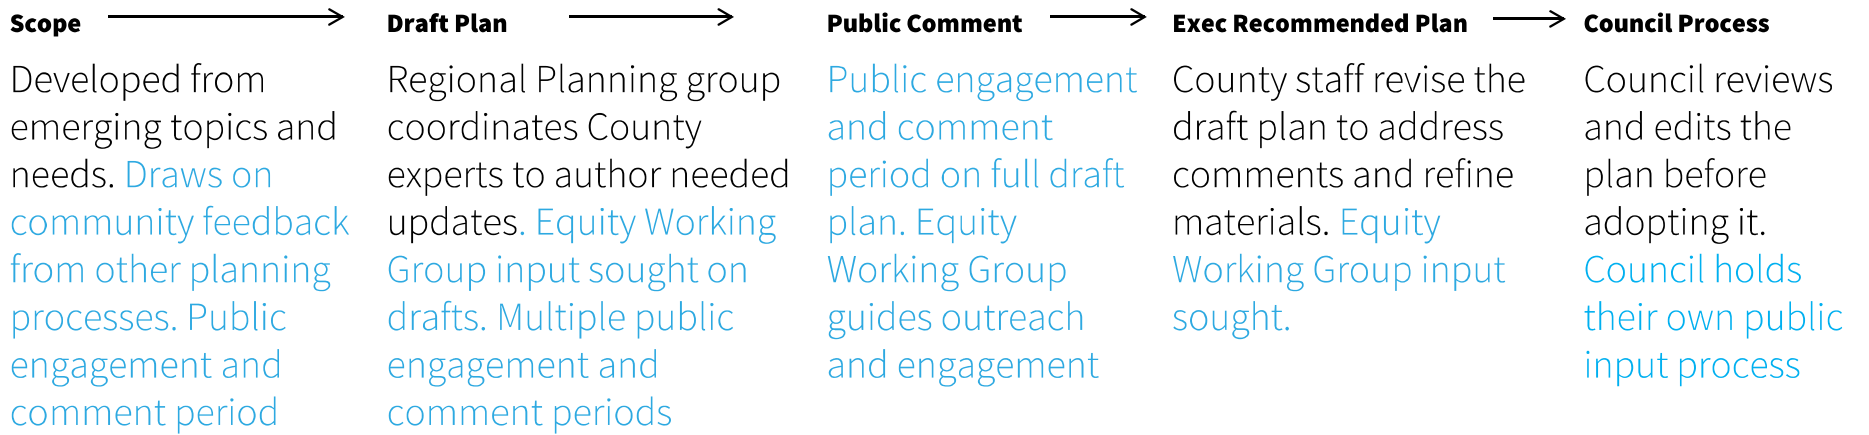 Scope
Developed from
emerging topics and
needs. Draws on
community feedback
from other planning
processes. Public
engagement and
comment period
Draft Plan
Regional Planning group
coordinates County
experts to author needed
updates. Equity Working
Group input sought on
drafts. Multiple public
engagement and
comment periods
Public Comment
Public engagement
and comment
period on full draft
plan. Equity
Working Group
guides outreach
and engagement
Exec Recommended Plan
County staff revise the
draft plan to address
comments and refine
materials. Equity
Working Group input
sought.
Council Process
Council reviews
and edits the
plan before
adopting it.
Council holds
their own public
input process